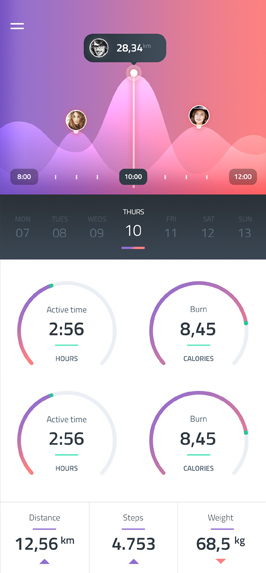 28,34 km
8:00 10:00 12:00
MON TUES WEDS THURS FRI SAT SUN
07 08 09 10 11 12 13
Active time Burn
2:56 8,45
HOURS CALORIES
Active time Burn
2:56 8,45
HOURS CALORIES
Distance Steps Weight
12,56 km 4.753 68,5 kg